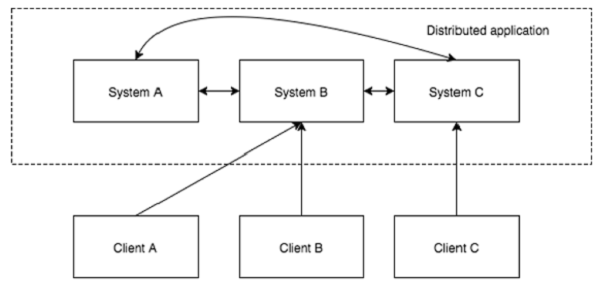 Distributed application
System A
System B
System C
Client A
Client B
Client C